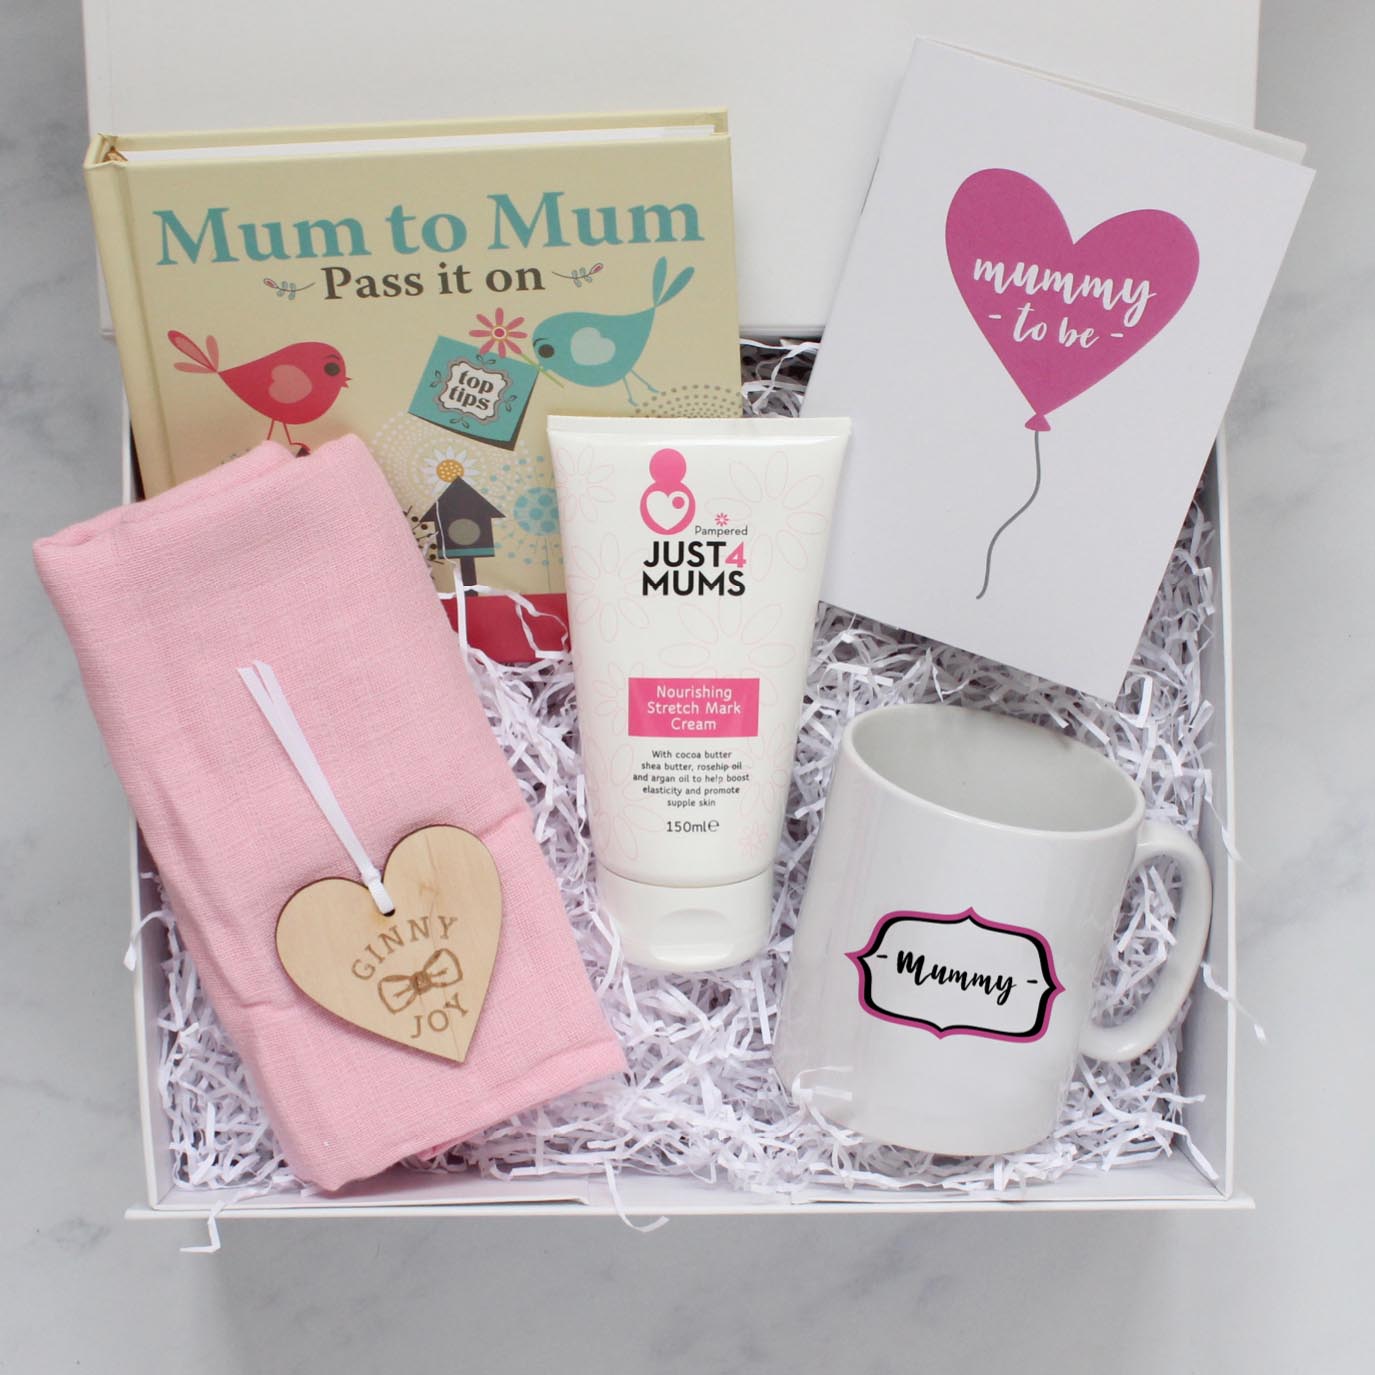 Mum to Mum
Pass it on
top
tips
mummy
- to be -
Pampered
JUST4
MUMS
Nourishing
Stretch Mark
Cream
With cocoa butter
shea butter, rosehip oil
and argan oil to help boost
elasticity and promote
supple skin
150ml℮
GINNY
JOY
- Mummy -